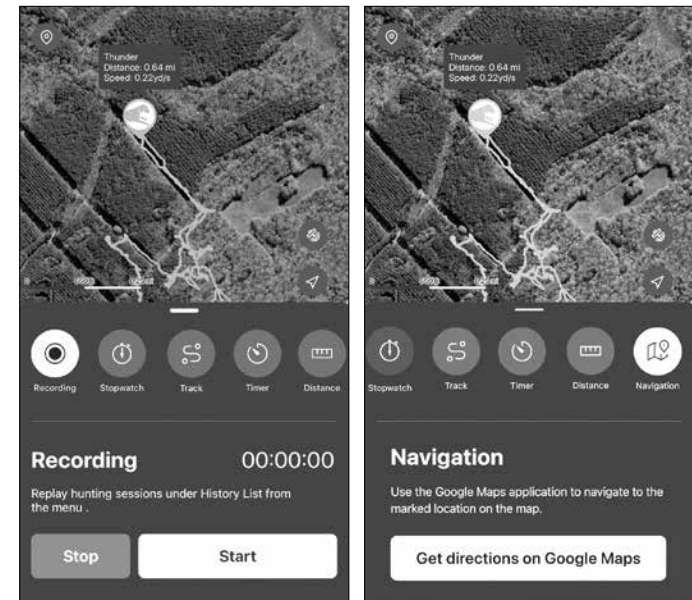 Thunder
Distance: 0.64 mi
Speed: 0.22yd/s
Recording
Stopwatch
Track
Timer
Distance
Recording
00:00:00
Replay hunting sessions under History List from
the menu .
Stop
Start
Thunder
Distance: 0.64 mi
Speed: 0.22yd/s
Stopwatch
Track
Timer
Distance
Navigation
Navigation
Use the Google Maps application to navigate to the
marked location on the map.
Get directions on Google Maps